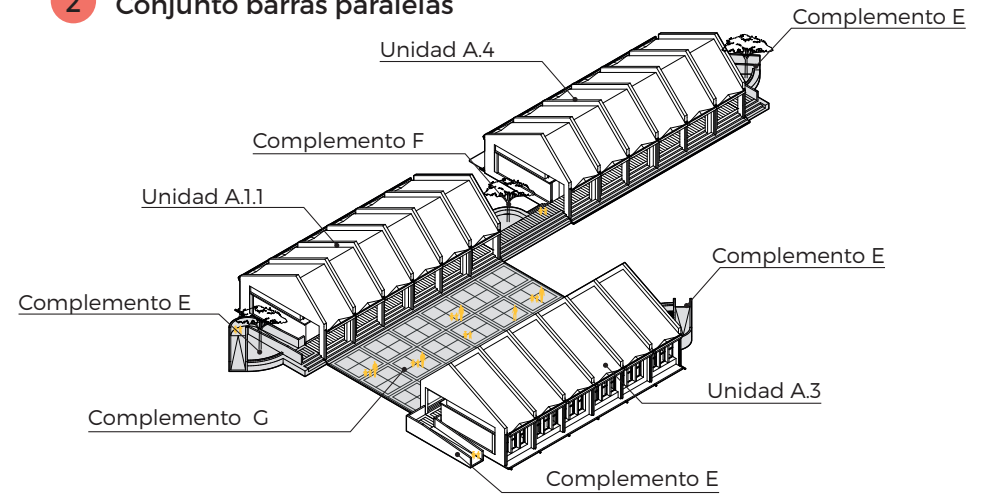 2 Conjunto barras paralelas
Complemento E
Unidad A.4
Complemento F
Unidad A.1.1
Complemento E
Complemento E
Unidad A.3
Complemento G
Complemento E